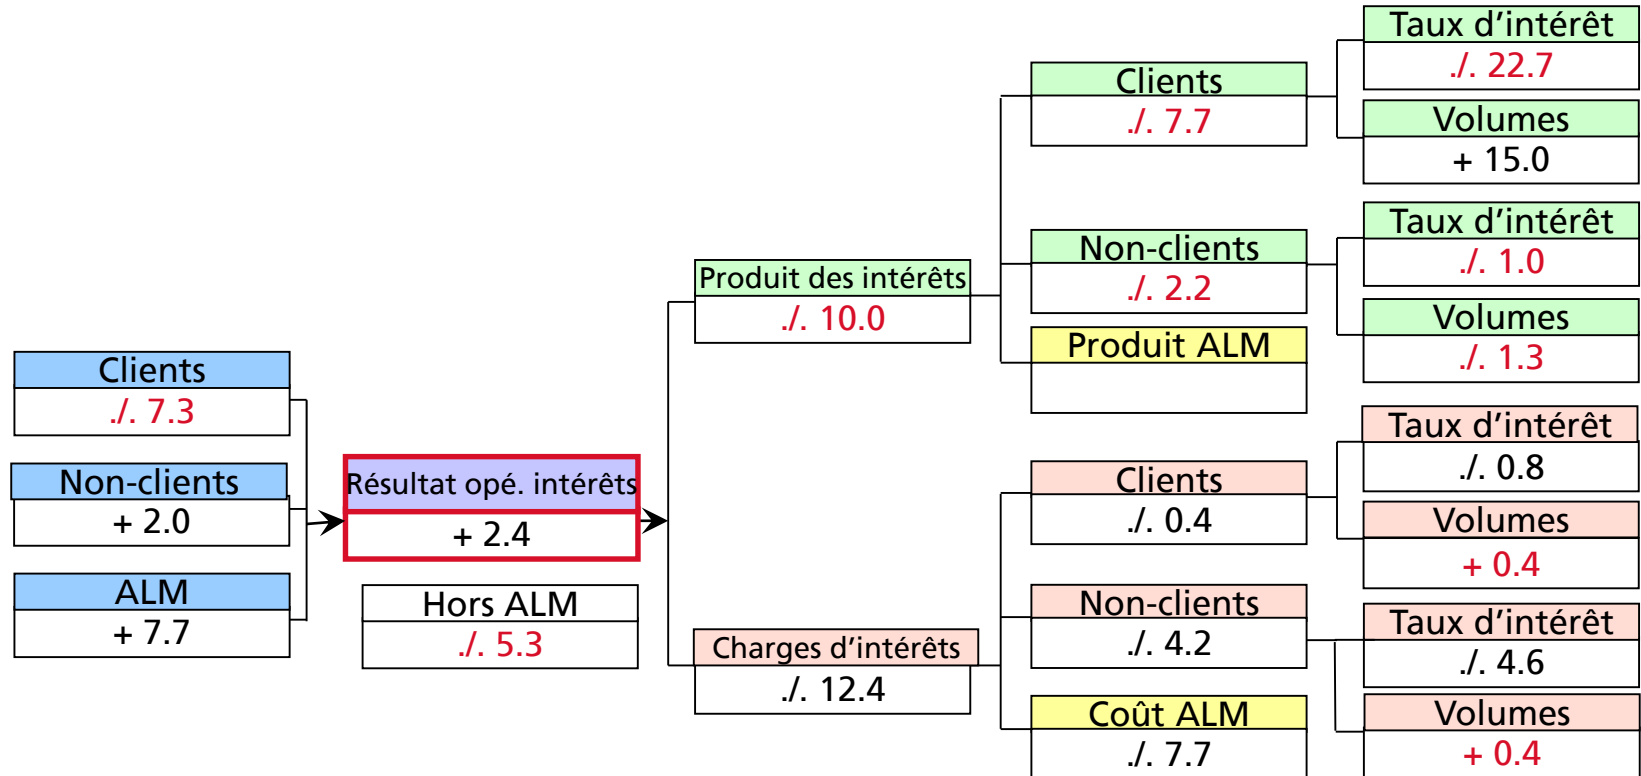 Clients
./. 7.3
Non-clients
+ 2.0
ALM
+ 7.7
Résultat opé. intérêts
+ 2.4
Hors ALM
./. 5.3
Produit des intérêts
./. 10.0
Charges d’intérêts
./. 12.4
Clients
./. 7.7
Non-clients
./. 2.2
Produit ALM
Clients
./. 0.4
Non-clients
./. 4.2
Coût ALM
./. 7.7
Taux d’intérêt
./. 22.7
Volumes
+ 15.0
Taux d’intérêt
./. 1.0
Volumes
./. 1.3
Taux d’intérêt
./. 0.8
Volumes
+ 0.4
Taux d’intérêt
./. 4.6
Volumes
+ 0.4